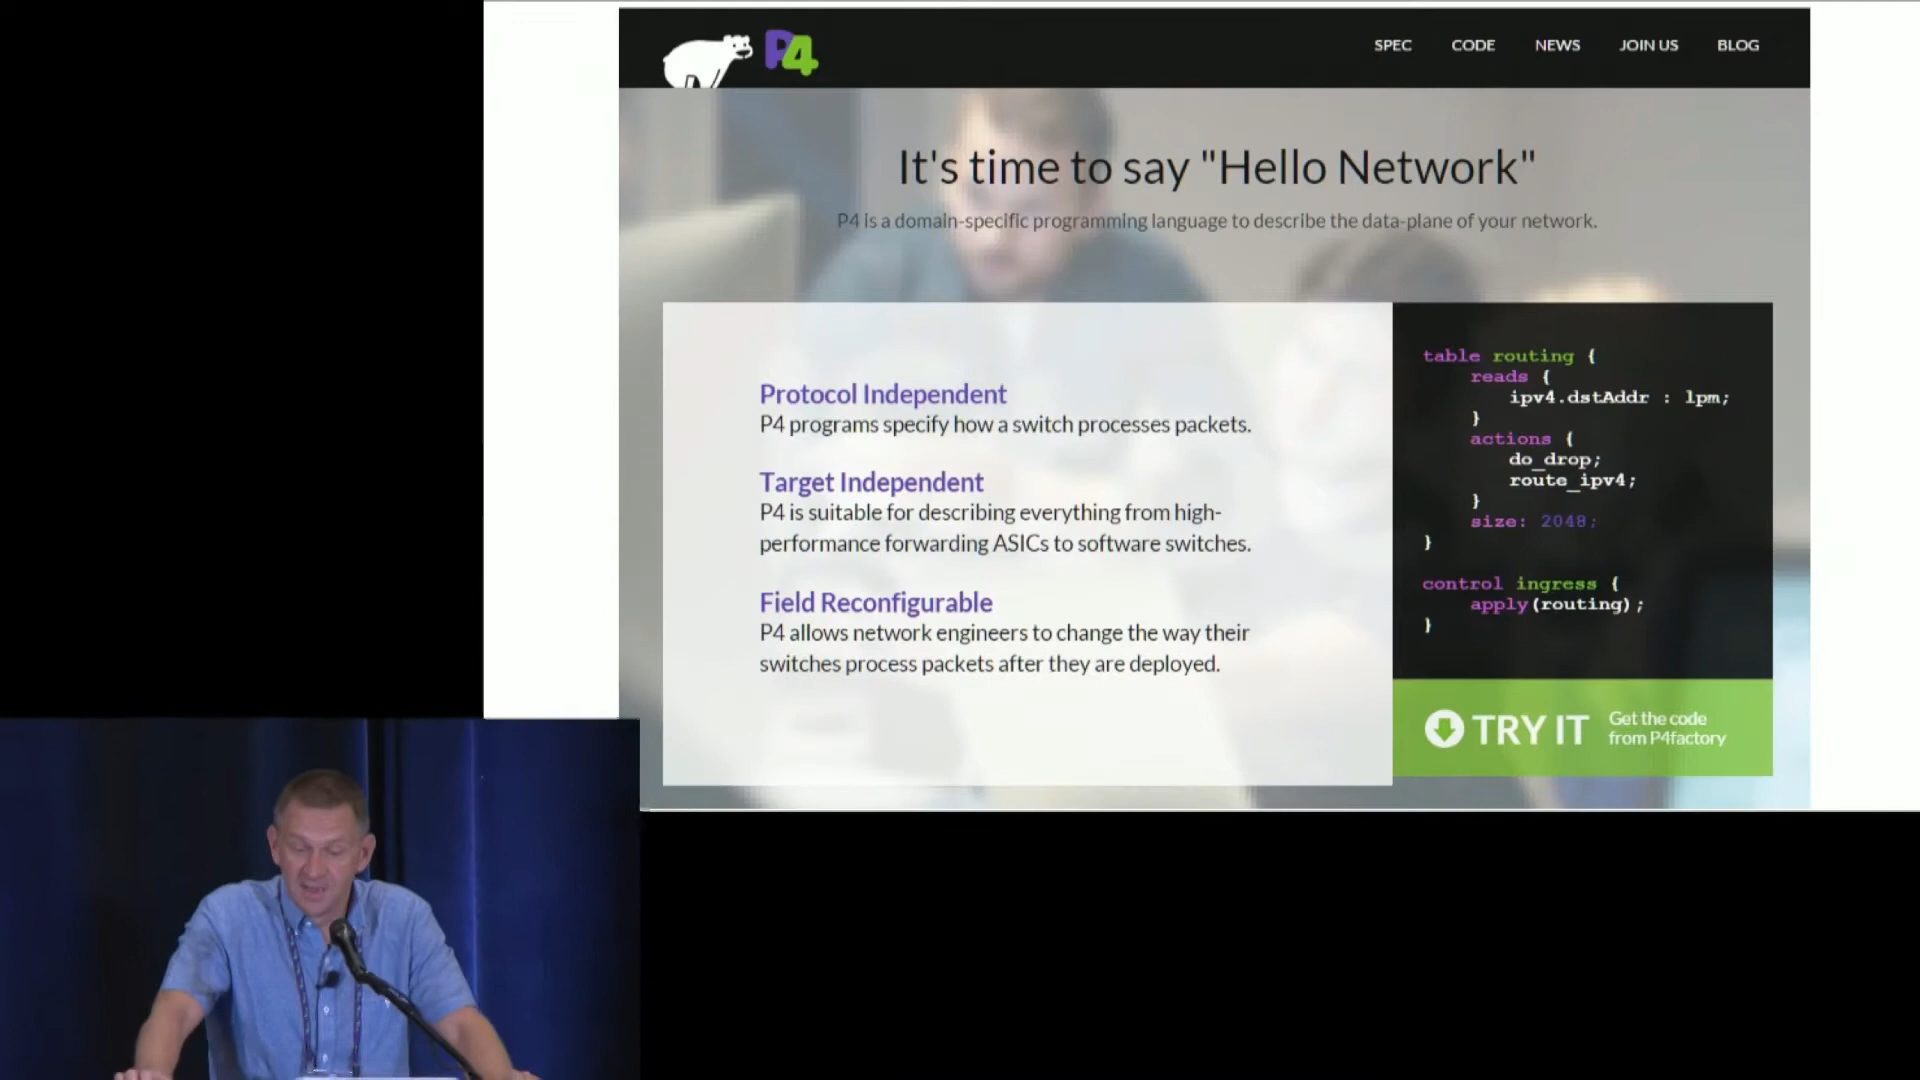 P4
SPEC CODE NEWS JOIN US BLOG
It's time to say "Hello Network"
P4 is a domain-specific programming language to describe the data-plane of your network.
Protocol Independent
P4 programs specify how a switch processes packets.
Target Independent
P4 is suitable for describing everything from high-
performance forwarding ASICs to software switches.
Field Reconfigurable
P4 allows network engineers to change the way their
switches process packets after they are deployed.
table routing {
reads {
ipv4.dstAddr : lpm;
}
actions {
do_drop;
route_ipv4;
}
size: 2048;
}
control ingress {
apply(routing);
}
TRY IT
Get the code
from P4factory